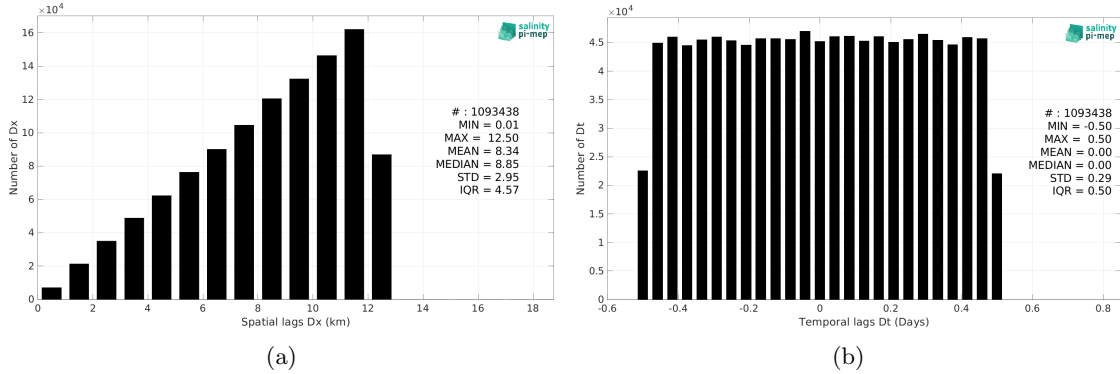 ×10⁴
16
14
12
10
8
6
4
2
0
Number of Dx
0 2 4 6 8 10 12 14 16 18
Spatial lags Dx (km)
salinity
pi-mep
# : 1093438
MIN = 0.01
MAX = 12.50
MEAN = 8.34
MEDIAN = 8.85
STD = 2.95
IQR = 4.57
(a)
×10⁴
4.5
4
3.5
3
2.5
2
1.5
1
0.5
0
Number of Dt
-0.6 -0.4 -0.2 0 0.2 0.4 0.6 0.8
Temporal lags Dt (Days)
salinity
pi-mep
# : 1093438
MIN = -0.50
MAX = 0.50
MEAN = 0.00
MEDIAN = 0.00
STD = 0.29
IQR = 0.50
(b)